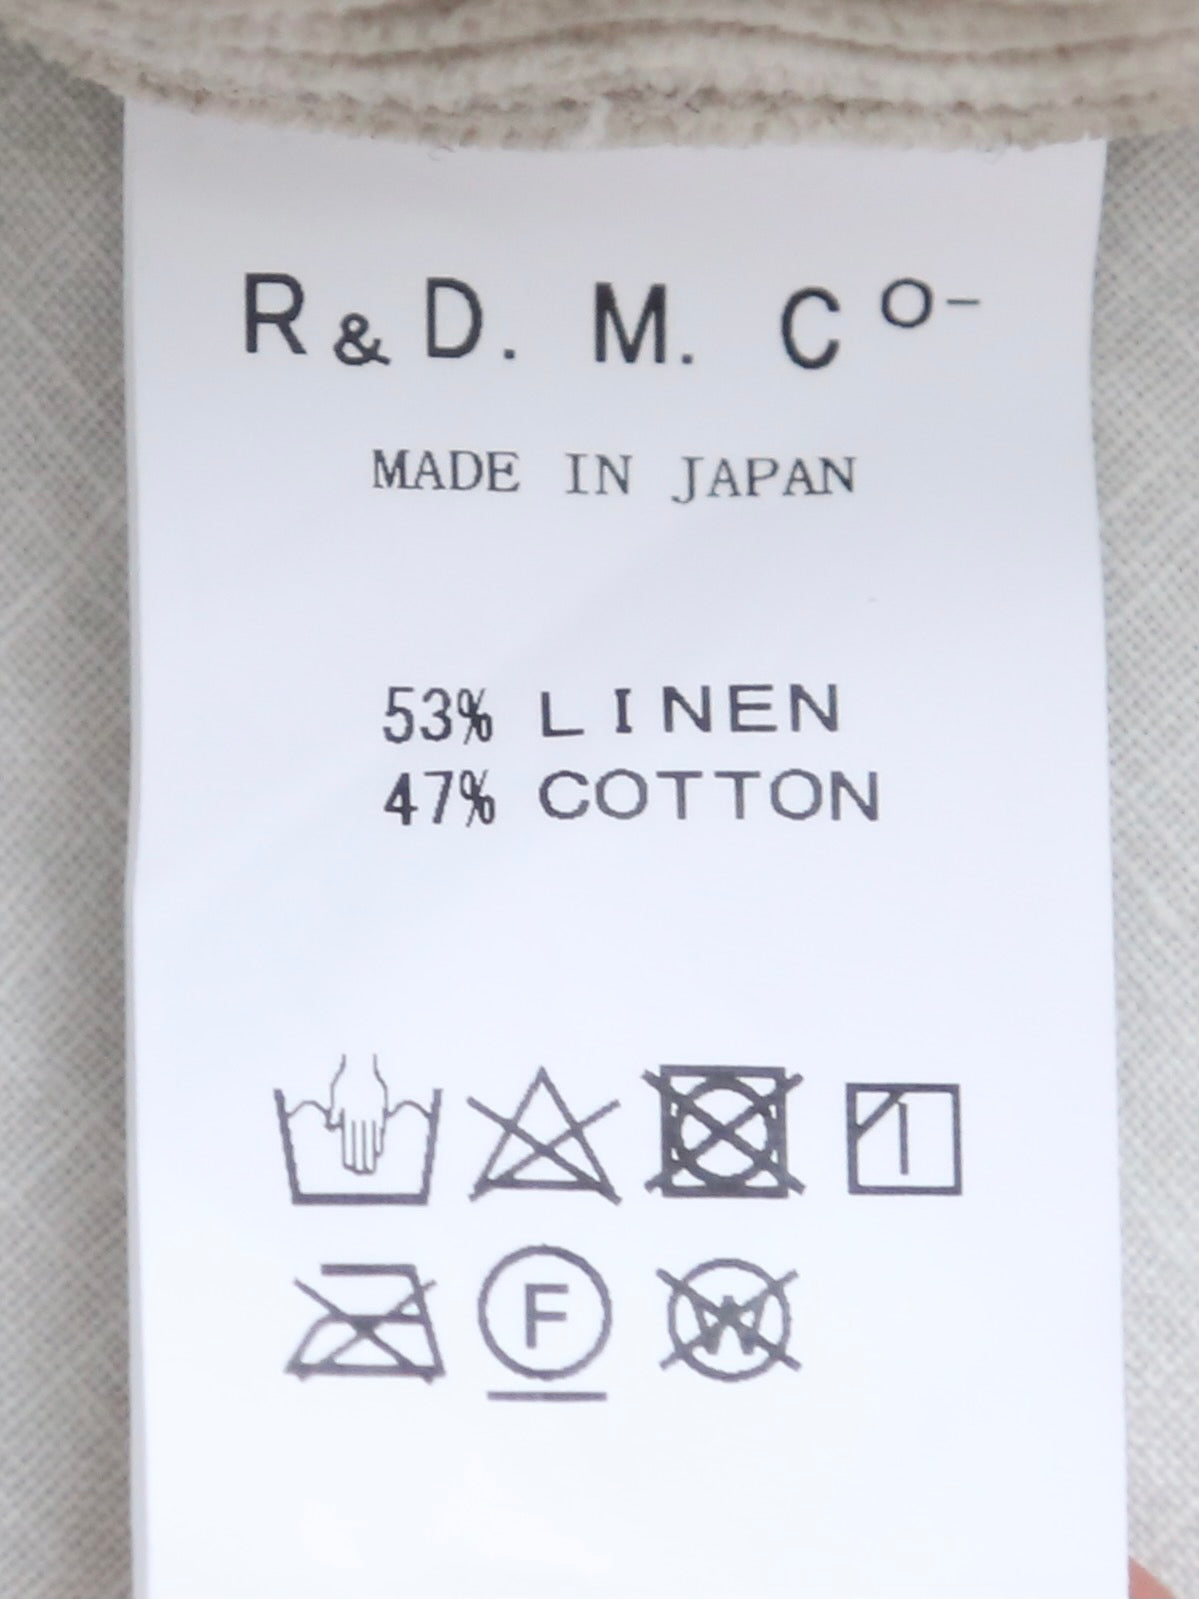 R&D. M. Co-
MADE IN JAPAN
53% LINEN
47% COTTON
F W